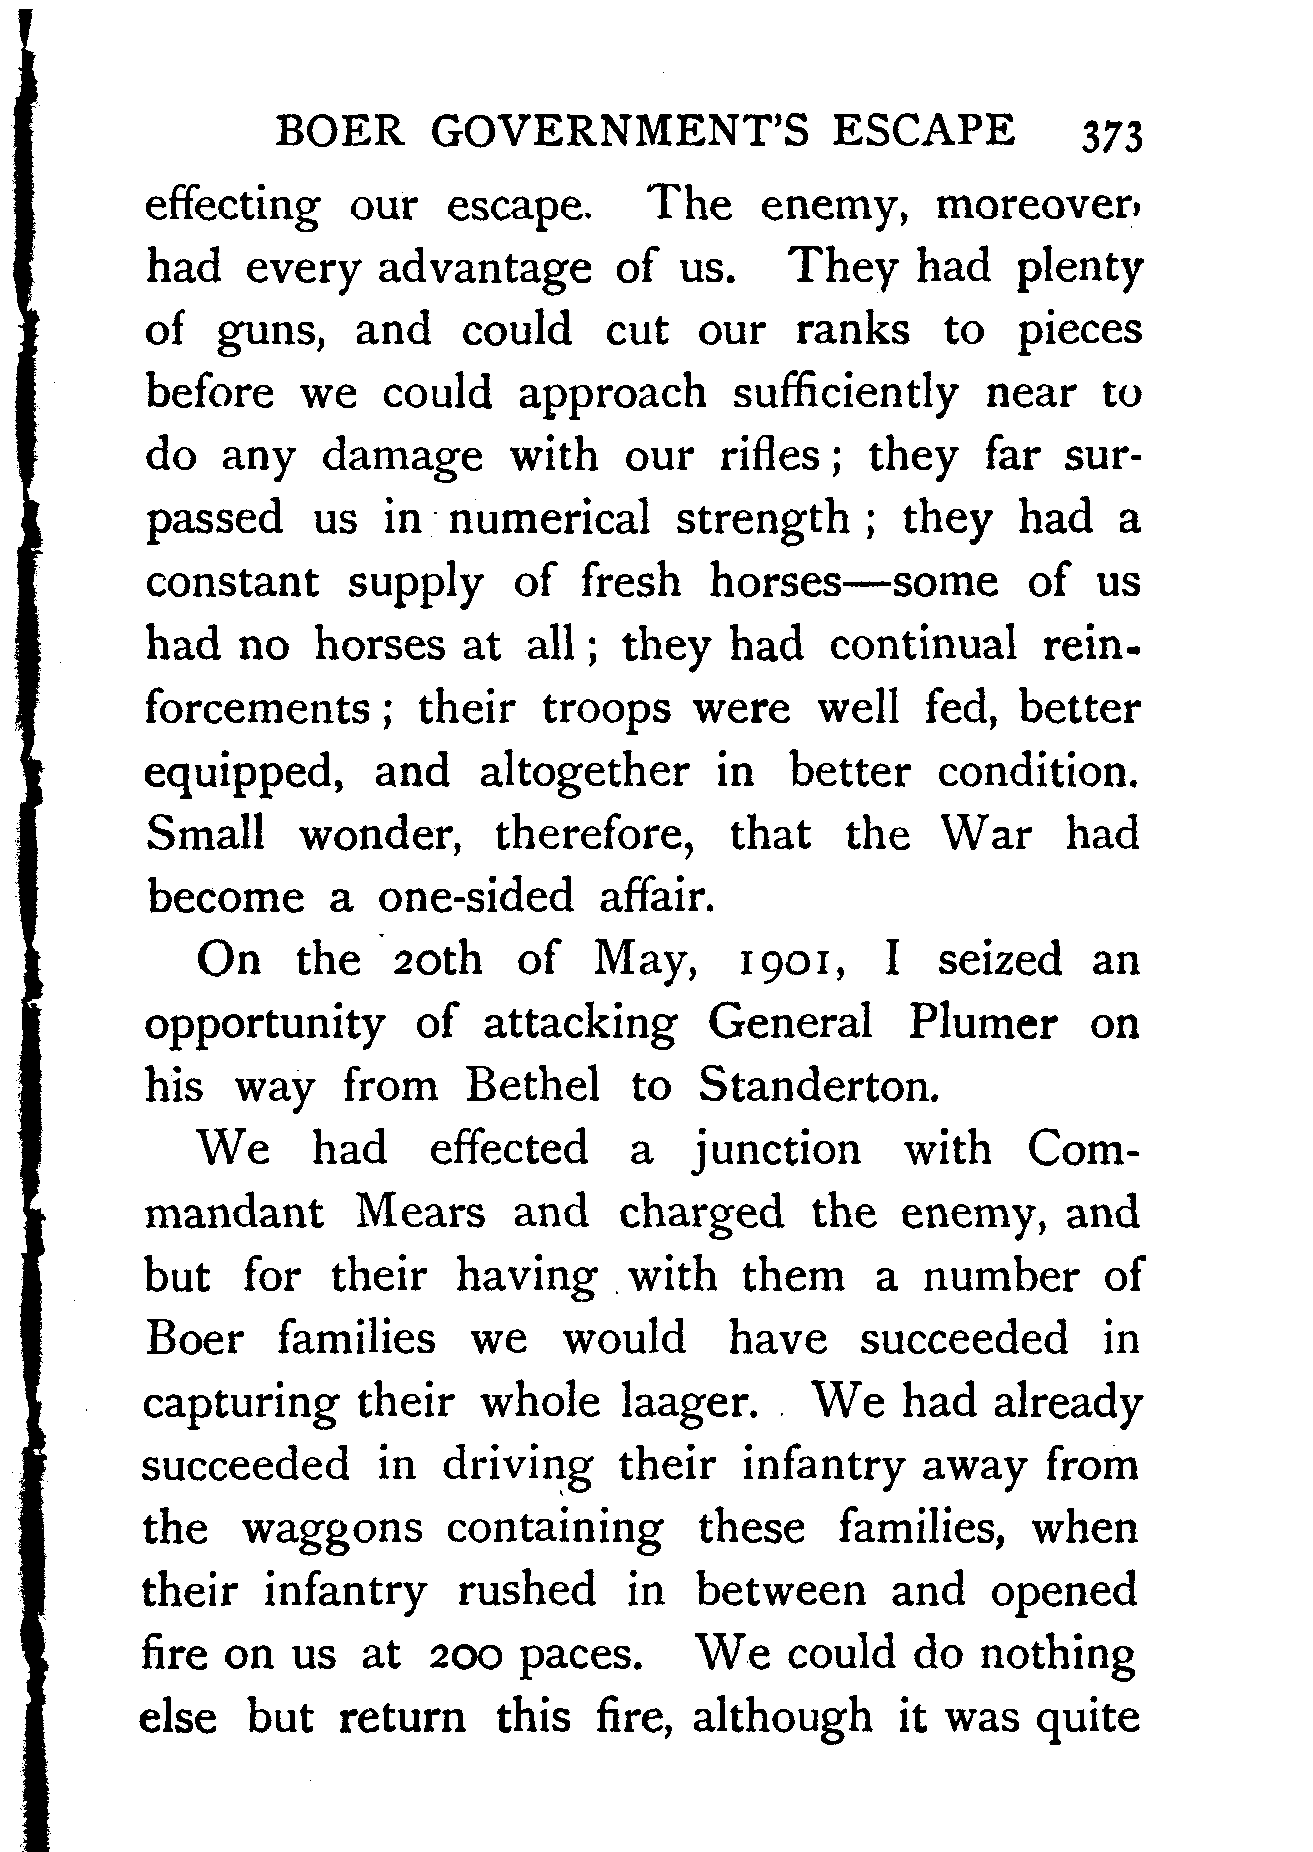 BOER GOVERNMENT'S ESCAPE 373
effecting our escape. The enemy, moreover,
had every advantage of us. They had plenty
of guns, and could cut our ranks to pieces
before we could approach sufficiently near to
do any damage with our rifles; they far sur-
passed us in numerical strength; they had a
constant supply of fresh horses—some of us
had no horses at all; they had continual rein-
forcements; their troops were well fed, better
equipped, and altogether in better condition.
Small wonder, therefore, that the War had
become a one-sided affair.
On the 20th of May, 1901, I seized an
opportunity of attacking General Plumer on
his way from Bethel to Standerton.
We had effected a junction with Com-
mandant Mears and charged the enemy, and
but for their having with them a number of
Boer families we would have succeeded in
capturing their whole laager. We had already
succeeded in driving their infantry away from
the waggons containing these families, when
their infantry rushed in between and opened
fire on us at 200 paces. We could do nothing
else but return this fire, although it was quite